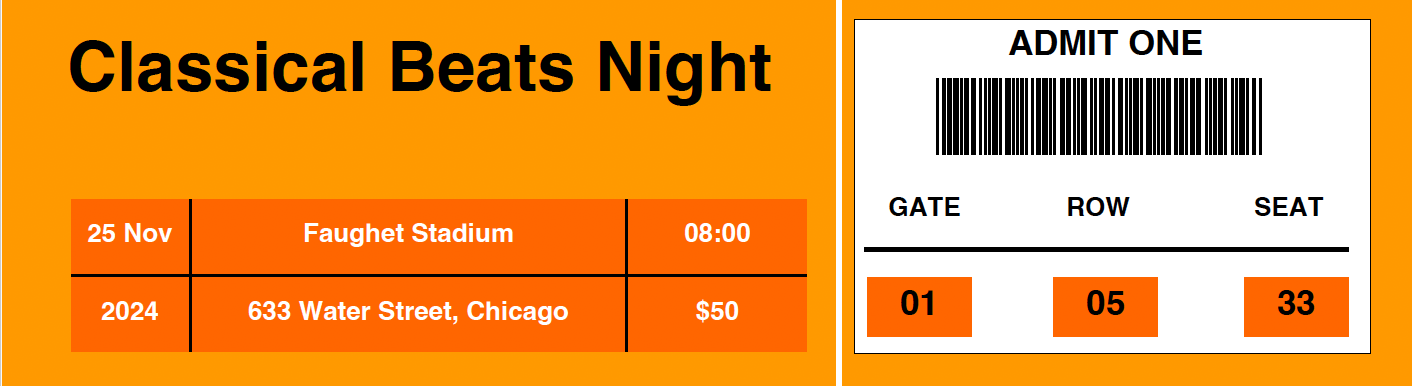 Classical Beats Night
25 Nov
Faughet Stadium
08:00
2024
633 Water Street, Chicago
$50
ADMIT ONE
GATE
ROW
SEAT
01
05
33